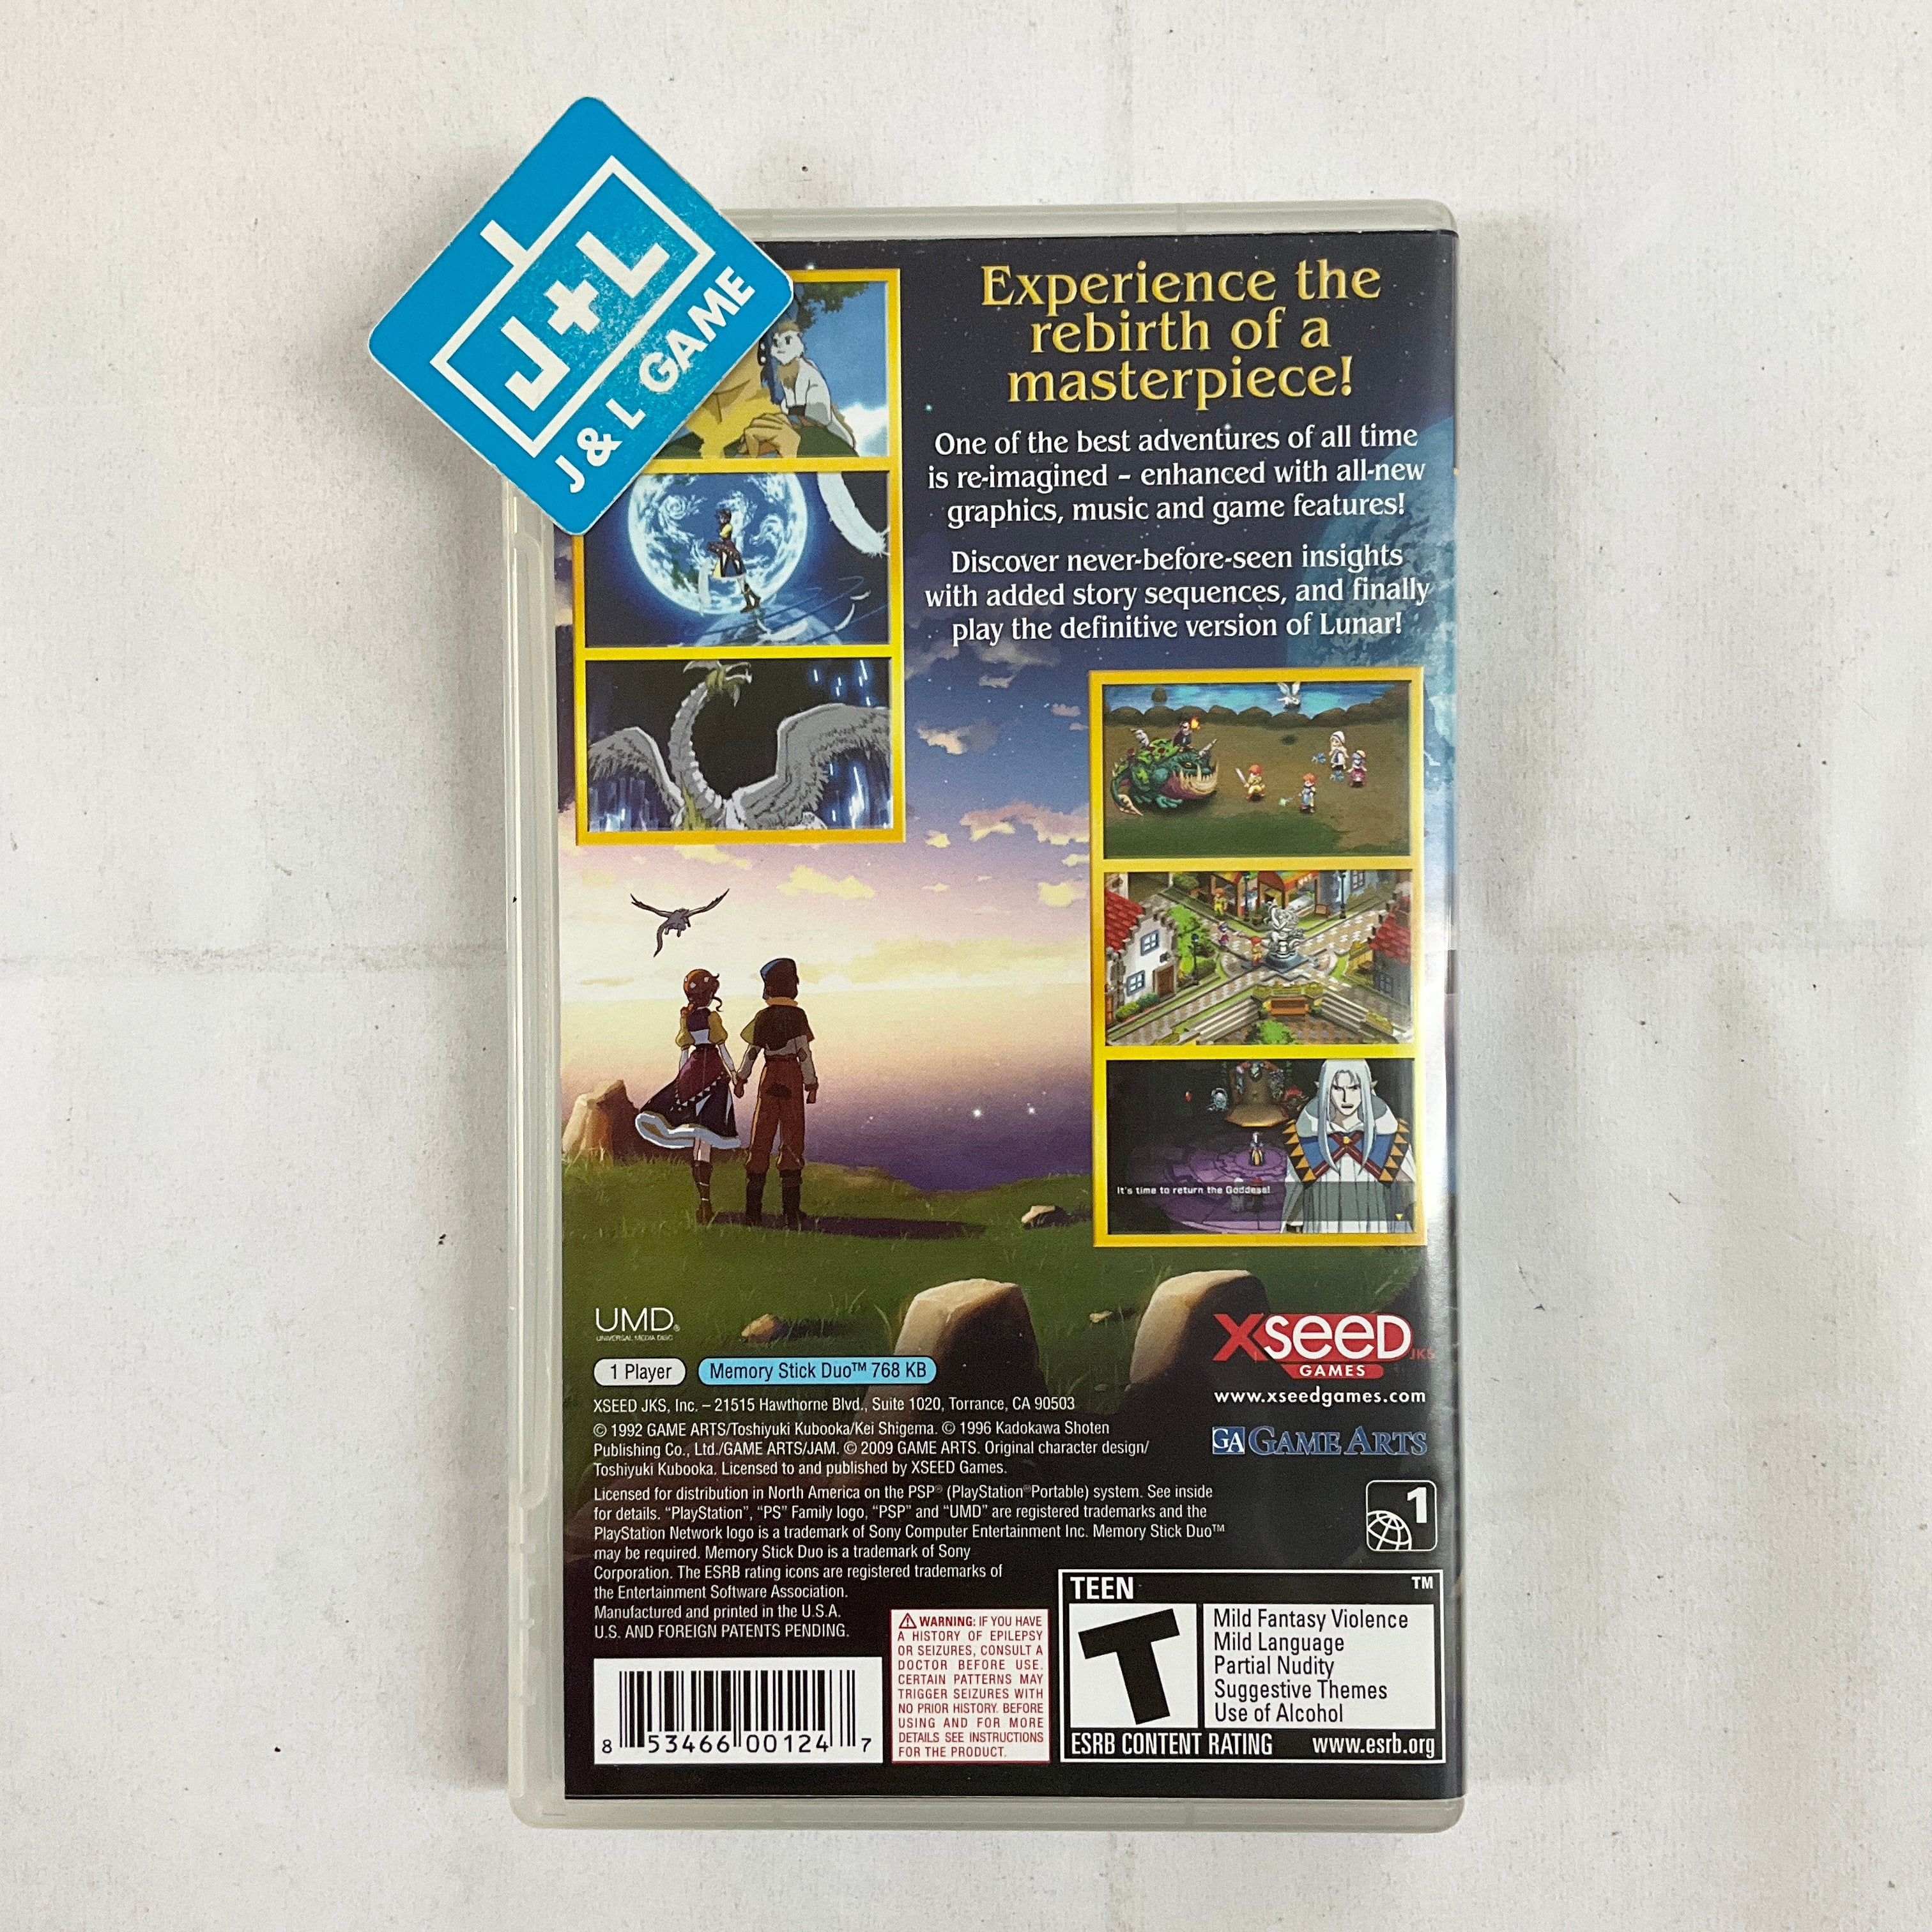 J+L
J & L GAME
Experience the
rebirth of a
masterpiece!
One of the best adventures of all time
is re-imagined – enhanced with all-new
graphics, music and game features!
Discover never-before-seen insights
with added story sequences, and finally
play the definitive version of Lunar!
It's time to return the Goddess!
UMD®
UNIVERSAL MEDIA DISC
1 Player
Memory Stick Duo™ 768 KB
XSEED JKS
GAMES
www.xseedgames.com
GA GAME ARTS
XSEED JKS, Inc. – 21515 Hawthorne Blvd., Suite 1020, Torrance, CA 90503
© 1992 GAME ARTS/Toshiyuki Kubooka/Kei Shigema. © 1996 Kadokawa Shoten
Publishing Co., Ltd./GAME ARTS/JAM. © 2009 GAME ARTS. Original character design/
Toshiyuki Kubooka. Licensed to and published by XSEED Games.
Licensed for distribution in North America on the PSP® (PlayStation®Portable) system. See inside
for details. “PlayStation”, “PS” Family logo, “PSP” and “UMD” are registered trademarks and the
PlayStation Network logo is a trademark of Sony Computer Entertainment Inc. Memory Stick Duo™
may be required. Memory Stick Duo is a trademark of Sony
Corporation. The ESRB rating icons are registered trademarks of
the Entertainment Software Association.
Manufactured and printed in the U.S.A.
U.S. AND FOREIGN PATENTS PENDING.
1
8 53466 00124 7
WARNING: IF YOU HAVE
A HISTORY OF EPILEPSY
OR SEIZURES, CONSULT A
DOCTOR BEFORE USE.
CERTAIN PATTERNS MAY
TRIGGER SEIZURES WITH
NO PRIOR HISTORY. BEFORE
USING AND FOR MORE
DETAILS SEE INSTRUCTIONS
FOR THE PRODUCT.
TEEN ™
T
Mild Fantasy Violence
Mild Language
Partial Nudity
Suggestive Themes
Use of Alcohol
ESRB CONTENT RATING www.esrb.org